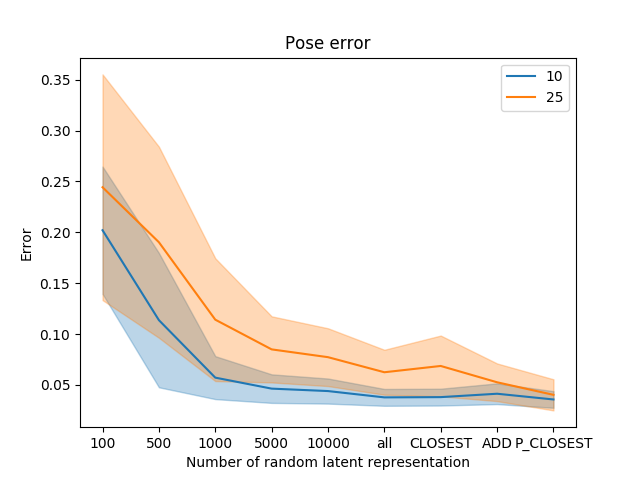 Pose error
10
25
0.35
0.30
0.25
0.20
0.15
0.10
0.05
Error
100 500 1000 5000 10000 all CLOSEST ADD P_CLOSEST
Number of random latent representation